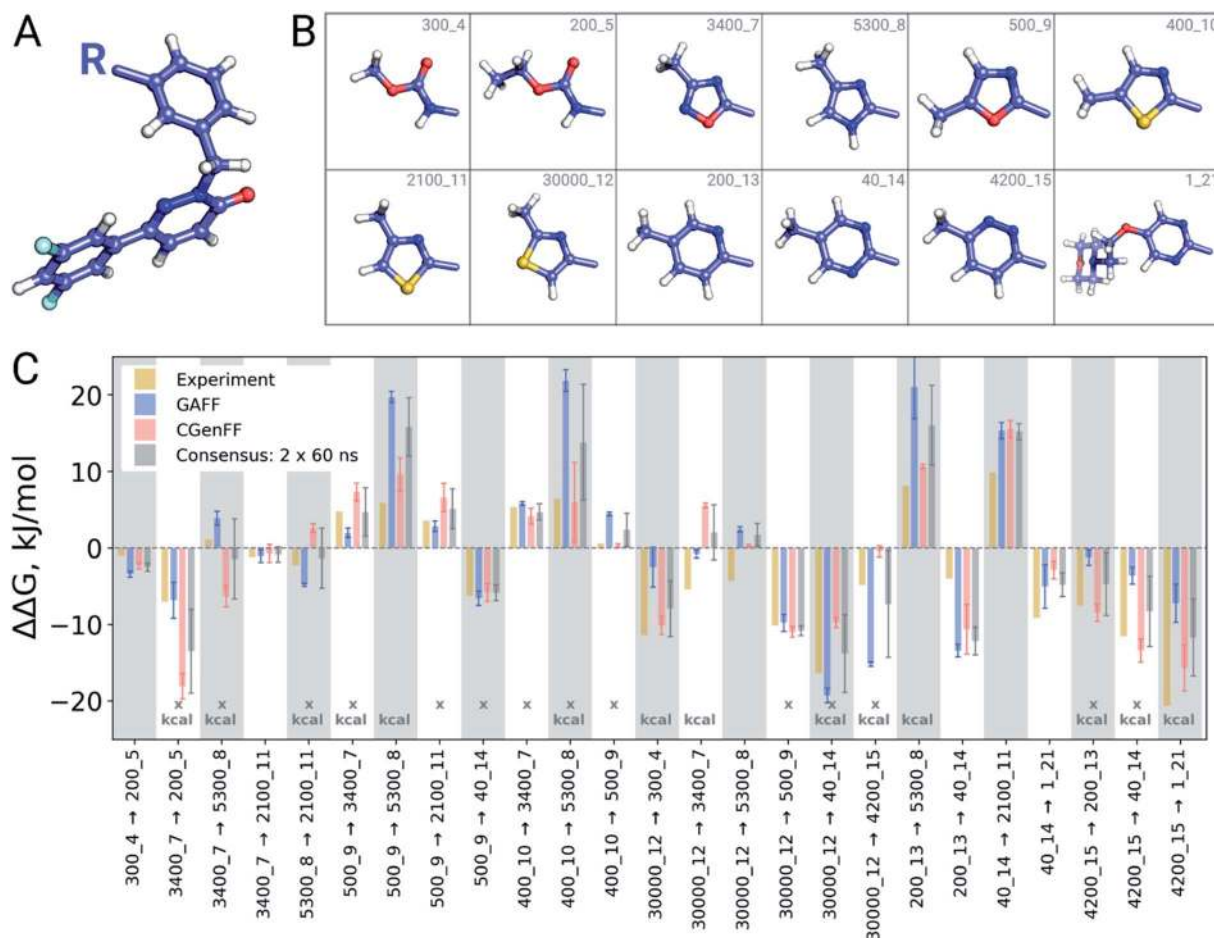 A
R
B
300_4
200_5
3400_7
5300_8
500_9
400_10
2100_11
30000_12
200_13
40_14
4200_15
1_21
C
ΔΔG, kJ/mol
20
10
0
−10
−20
Experiment
GAFF
CGenFF
Consensus: 2 x 60 ns
x x x x x x x x x x x x x x x
kcal kcal kcal kcal kcal kcal kcal kcal kcal kcal kcal kcal kcal kcal
300_4 → 200_5
3400_7 → 200_5
3400_7 → 5300_8
3400_7 → 2100_11
5300_8 → 2100_11
500_9 → 3400_7
500_9 → 5300_8
500_9 → 2100_11
500_9 → 40_14
400_10 → 3400_7
400_10 → 5300_8
400_10 → 500_9
30000_12 → 300_4
30000_12 → 3400_7
30000_12 → 5300_8
30000_12 → 500_9
30000_12 → 40_14
30000_12 → 4200_15
200_13 → 5300_8
200_13 → 40_14
40_14 → 2100_11
40_14 → 1_21
4200_15 → 200_13
4200_15 → 40_14
4200_15 → 1_21